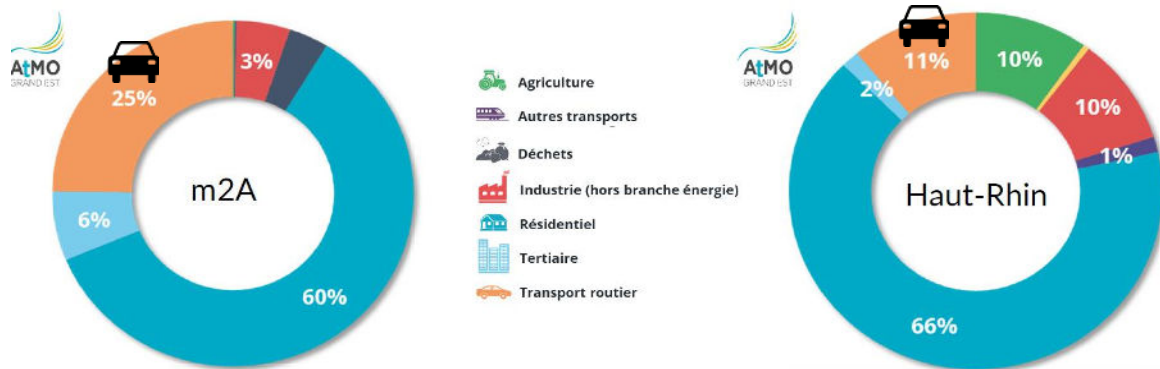 AtMO
GRAND EST
3%
25%
m2A
6%
60%
Agriculture
Autres transports
Déchets
Industrie (hors branche énergie)
Résidentiel
Tertiaire
Transport routier
AtMO
GRAND EST
11%
10%
2%
10%
1%
Haut-Rhin
66%